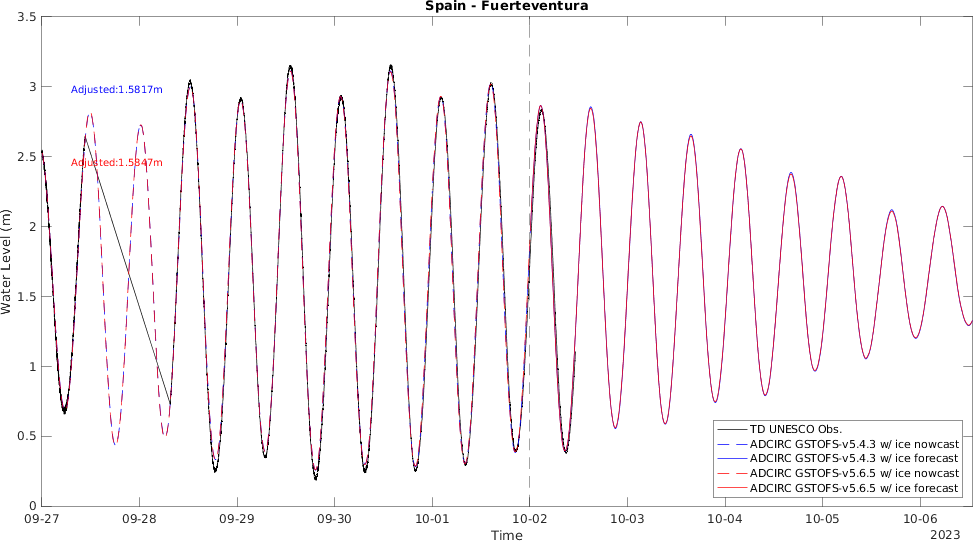 Spain - Fuerteventura
3.5
3
2.5
2
1.5
1
0.5
0
Water Level (m)
Adjusted:1.5817m
Adjusted:1.5347m
TD UNESCO Obs.
ADCIRC GSTOFS-v5.4.3 w/ ice nowcast
ADCIRC GSTOFS-v5.4.3 w/ ice forecast
ADCIRC GSTOFS-v5.6.5 w/ ice nowcast
ADCIRC GSTOFS-v5.6.5 w/ ice forecast
09-27 09-28 09-29 09-30 10-01 10-02 10-03 10-04 10-05 10-06
Time
2023